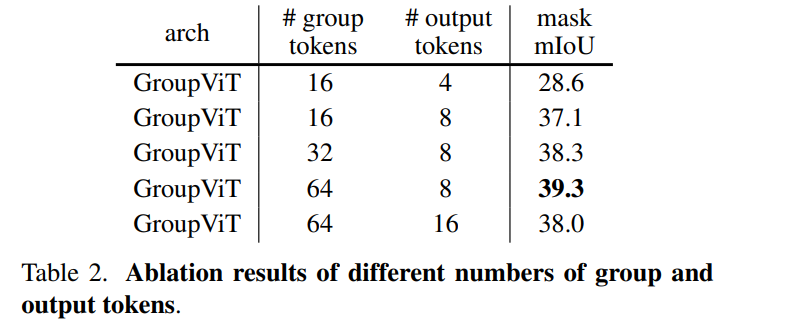 arch # group tokens # output tokens mask mIoU
GroupViT 16 4 28.6
GroupViT 16 8 37.1
GroupViT 32 8 38.3
GroupViT 64 8 39.3
GroupViT 64 16 38.0
Table 2. Ablation results of different numbers of group and
output tokens.